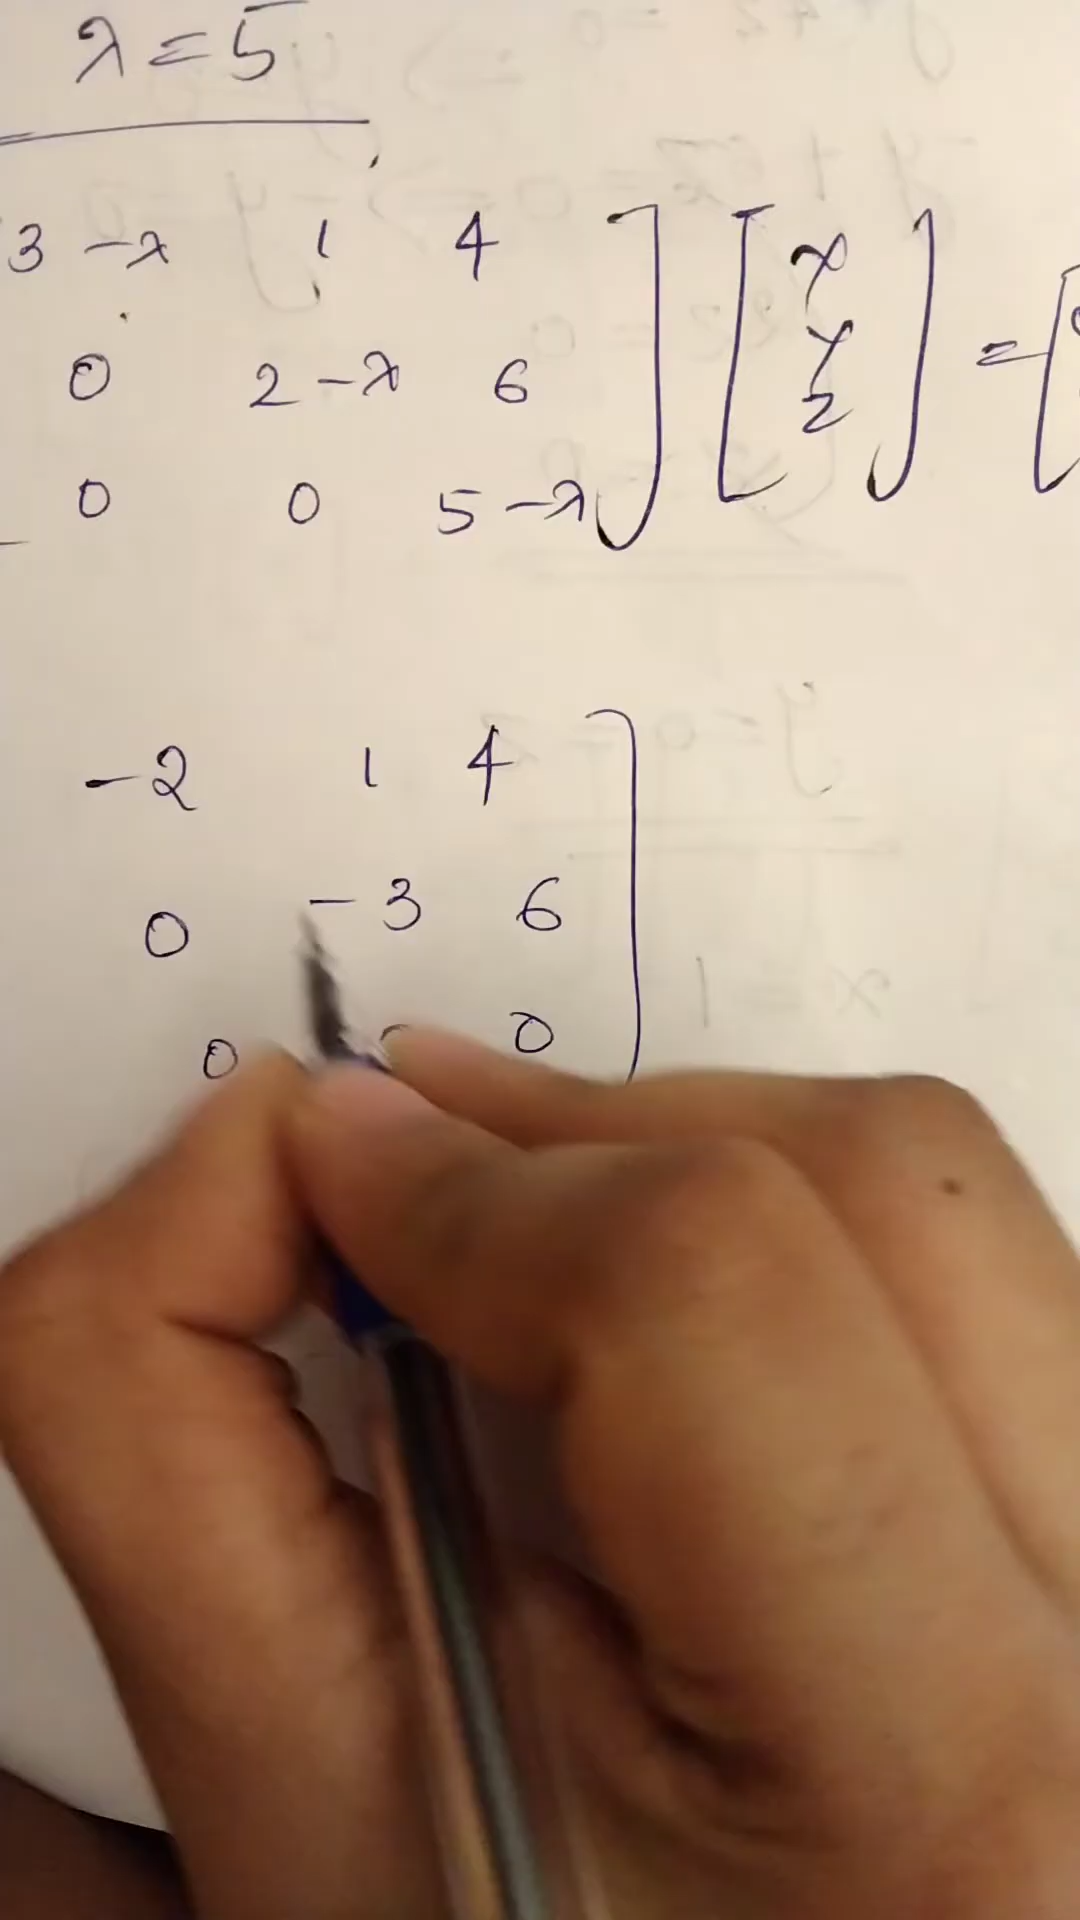 λ = 5
3 - λ 1 4 ] [ x
0 2 - λ 6 y = [
0 0 5 - λ ] z ]
-2 1 4
0 -3 6
0 0